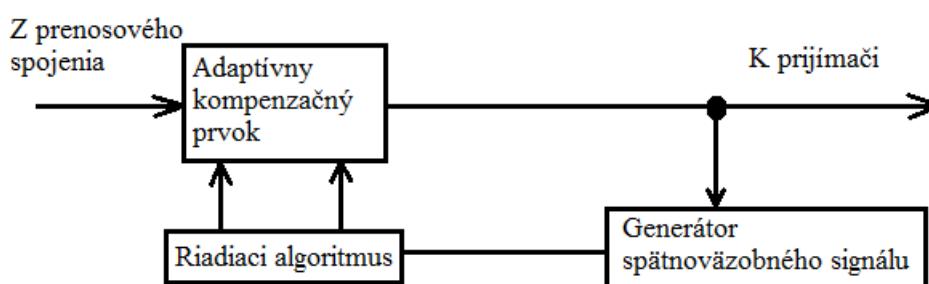 Z prenosového
spojenia
Adaptívny
kompenzačný
prvok
K prijímači
Riadiaci algoritmus
Generátor
spätnoväzobného signálu